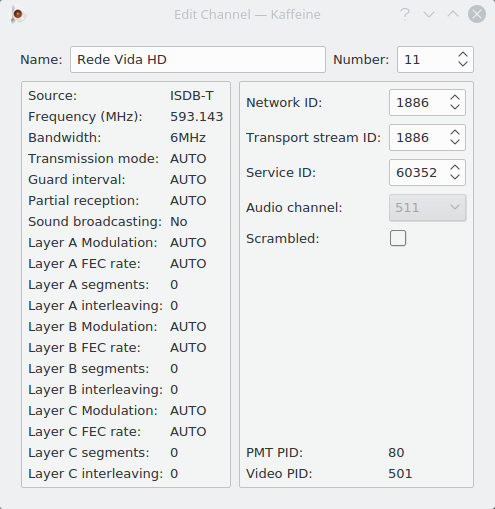 Edit Channel — Kaffeine
Name: Rede Vida HD Number: 11
Source: ISDB-T
Frequency (MHz): 593.143
Bandwidth: 6MHz
Transmission mode: AUTO
Guard interval: AUTO
Partial reception: AUTO
Sound broadcasting: No
Layer A Modulation: AUTO
Layer A FEC rate: AUTO
Layer A segments: 0
Layer A interleaving: 0
Layer B Modulation: AUTO
Layer B FEC rate: AUTO
Layer B segments: 0
Layer B interleaving: 0
Layer C Modulation: AUTO
Layer C FEC rate: AUTO
Layer C segments: 0
Layer C interleaving: 0
Network ID: 1886
Transport stream ID: 1886
Service ID: 60352
Audio channel: 511
Scrambled:
PMT PID: 80
Video PID: 501